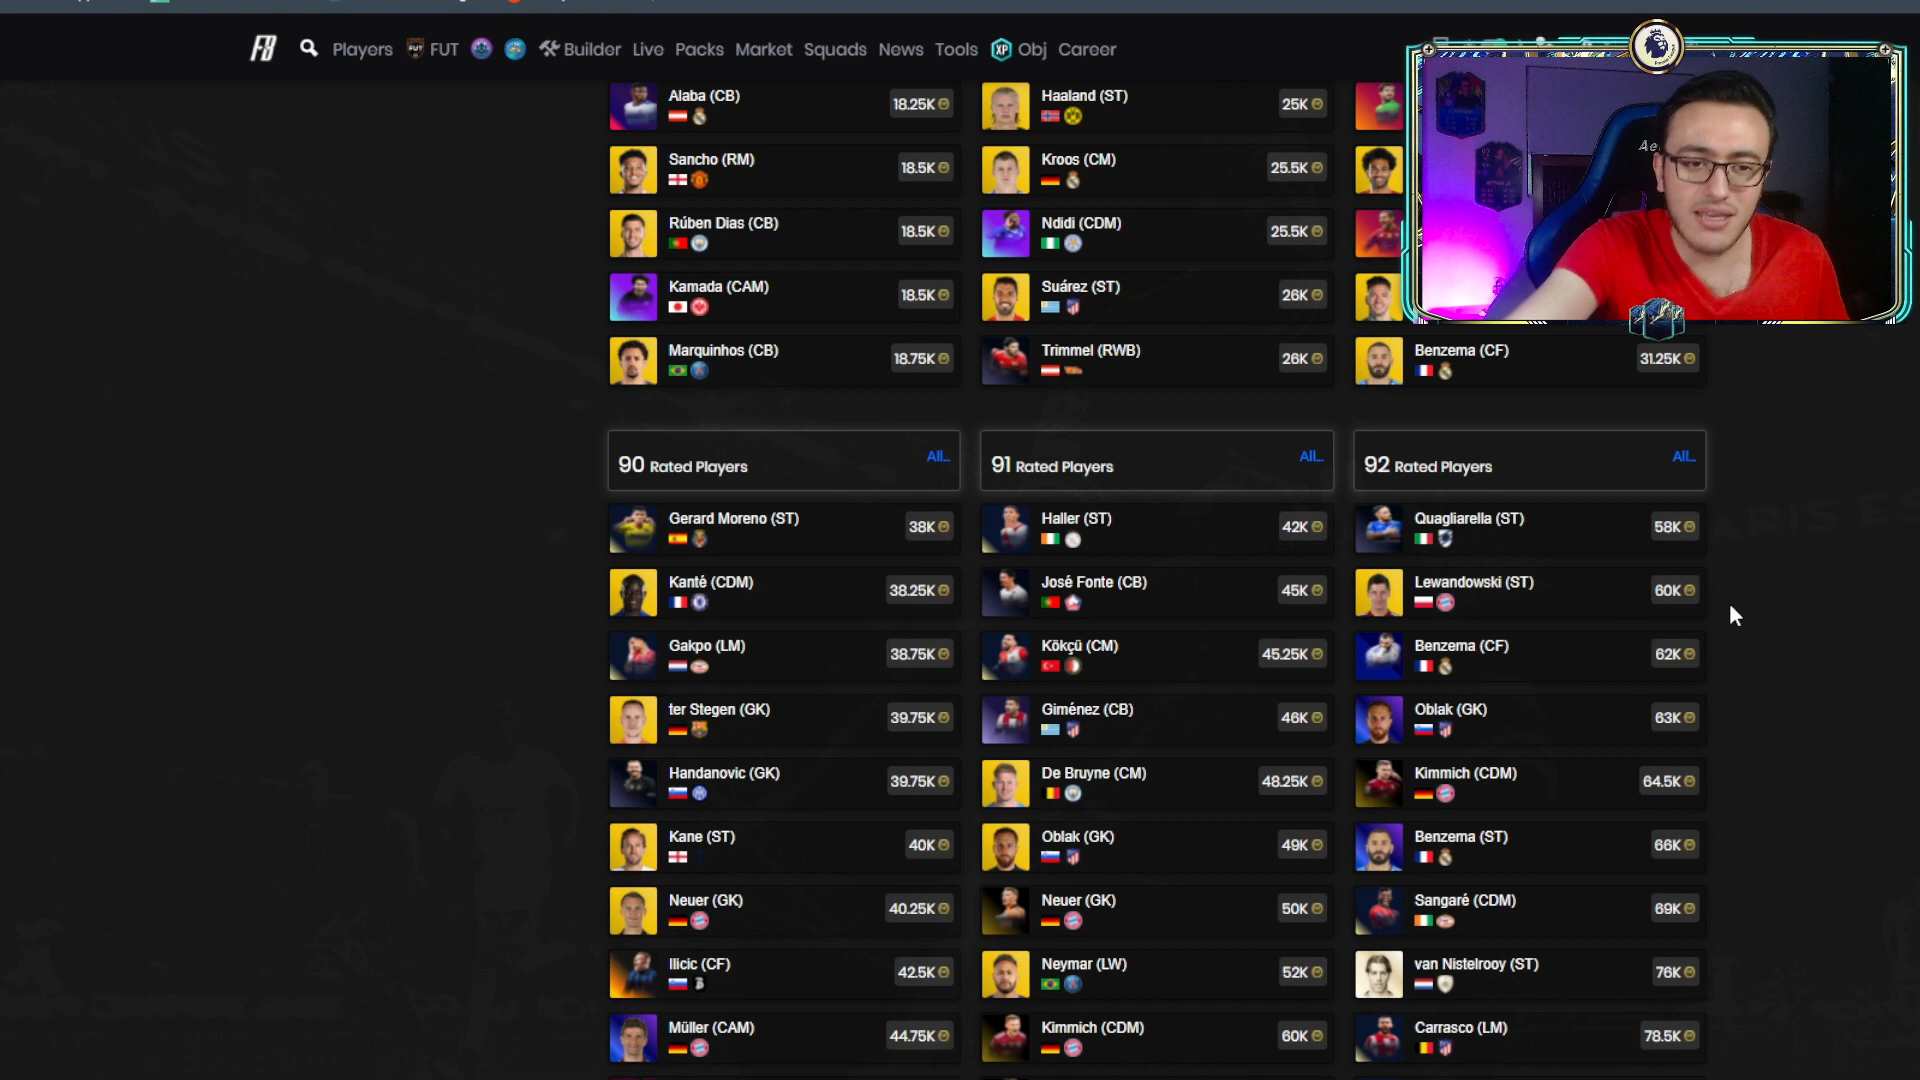 FB Players FUT Builder Live Packs Market Squads News Tools XP Obj Career
Alaba (CB) 18.25K
Sancho (RM) 18.5K
Rúben Dias (CB) 18.5K
Kamada (CAM) 18.5K
Marquinhos (CB) 18.75K
Haaland (ST) 25K
Kroos (CM) 25.5K
Ndidi (CDM) 25.5K
Suárez (ST) 26K
Trimmel (RWB) 26K
Benzema (CF) 31.25K
90 Rated Players All...
Gerard Moreno (ST) 38K
Kanté (CDM) 38.25K
Gakpo (LM) 38.75K
ter Stegen (GK) 39.75K
Handanovic (GK) 39.75K
Kane (ST) 40K
Neuer (GK) 40.25K
Ilicic (CF) 42.5K
Müller (CAM) 44.75K
91 Rated Players All...
Haller (ST) 42K
José Fonte (CB) 45K
Kökçü (CM) 45.25K
Giménez (CB) 46K
De Bruyne (CM) 48.25K
Oblak (GK) 49K
Neuer (GK) 50K
Neymar (LW) 52K
Kimmich (CDM) 60K
92 Rated Players All...
Quagliarella (ST) 58K
Lewandowski (ST) 60K
Benzema (CF) 62K
Oblak (GK) 63K
Kimmich (CDM) 64.5K
Benzema (ST) 66K
Sangaré (CDM) 69K
van Nistelrooy (ST) 76K
Carrasco (LM) 78.5K